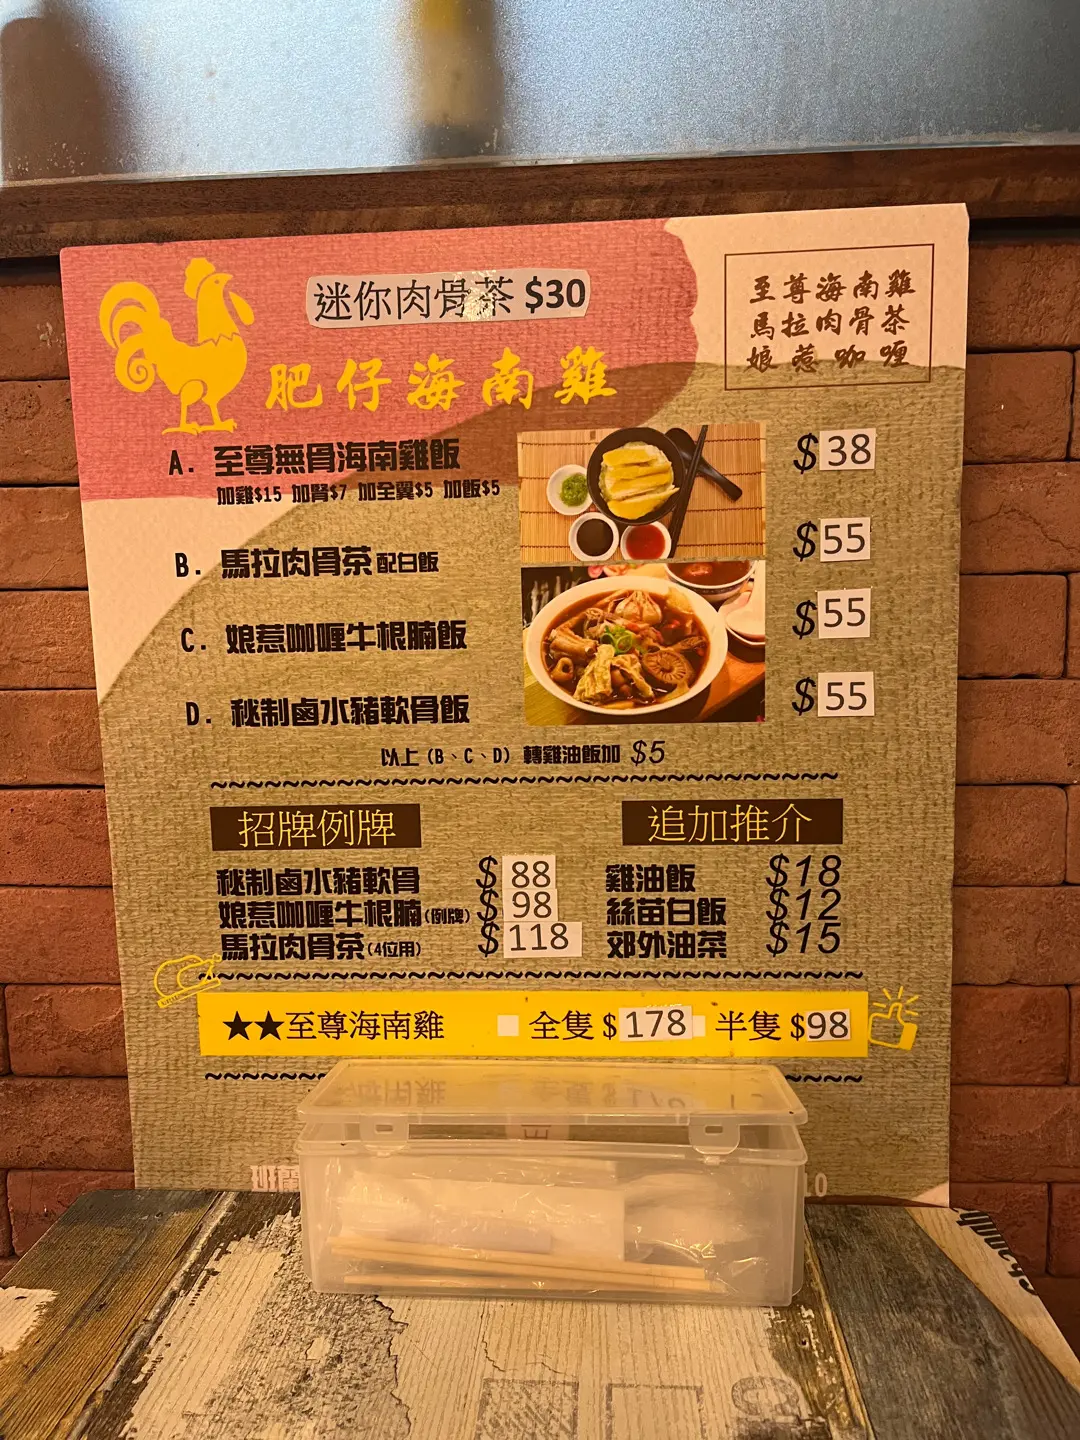 迷你肉骨茶 $30
至尊海南雞
馬拉肉骨茶
娘惹咖喱
肥仔海南雞
A. 至尊無骨海南雞飯 $38
加雞$15 加腎$7 加全翼$5 加飯$5
B. 馬拉肉骨茶配白飯 $55
C. 娘惹咖喱牛根腩飯 $55
D. 秘制鹵水豬軟骨飯 $55
以上（B、C、D）轉雞油飯加 $5
招牌例牌
秘制鹵水豬軟骨 $88
娘惹咖喱牛根腩(例牌) $98
馬拉肉骨茶(4位用) $118
追加推介
雞油飯 $18
絲苗白飯 $12
郊外油菜 $15
★★至尊海南雞 全隻 $178 半隻 $98